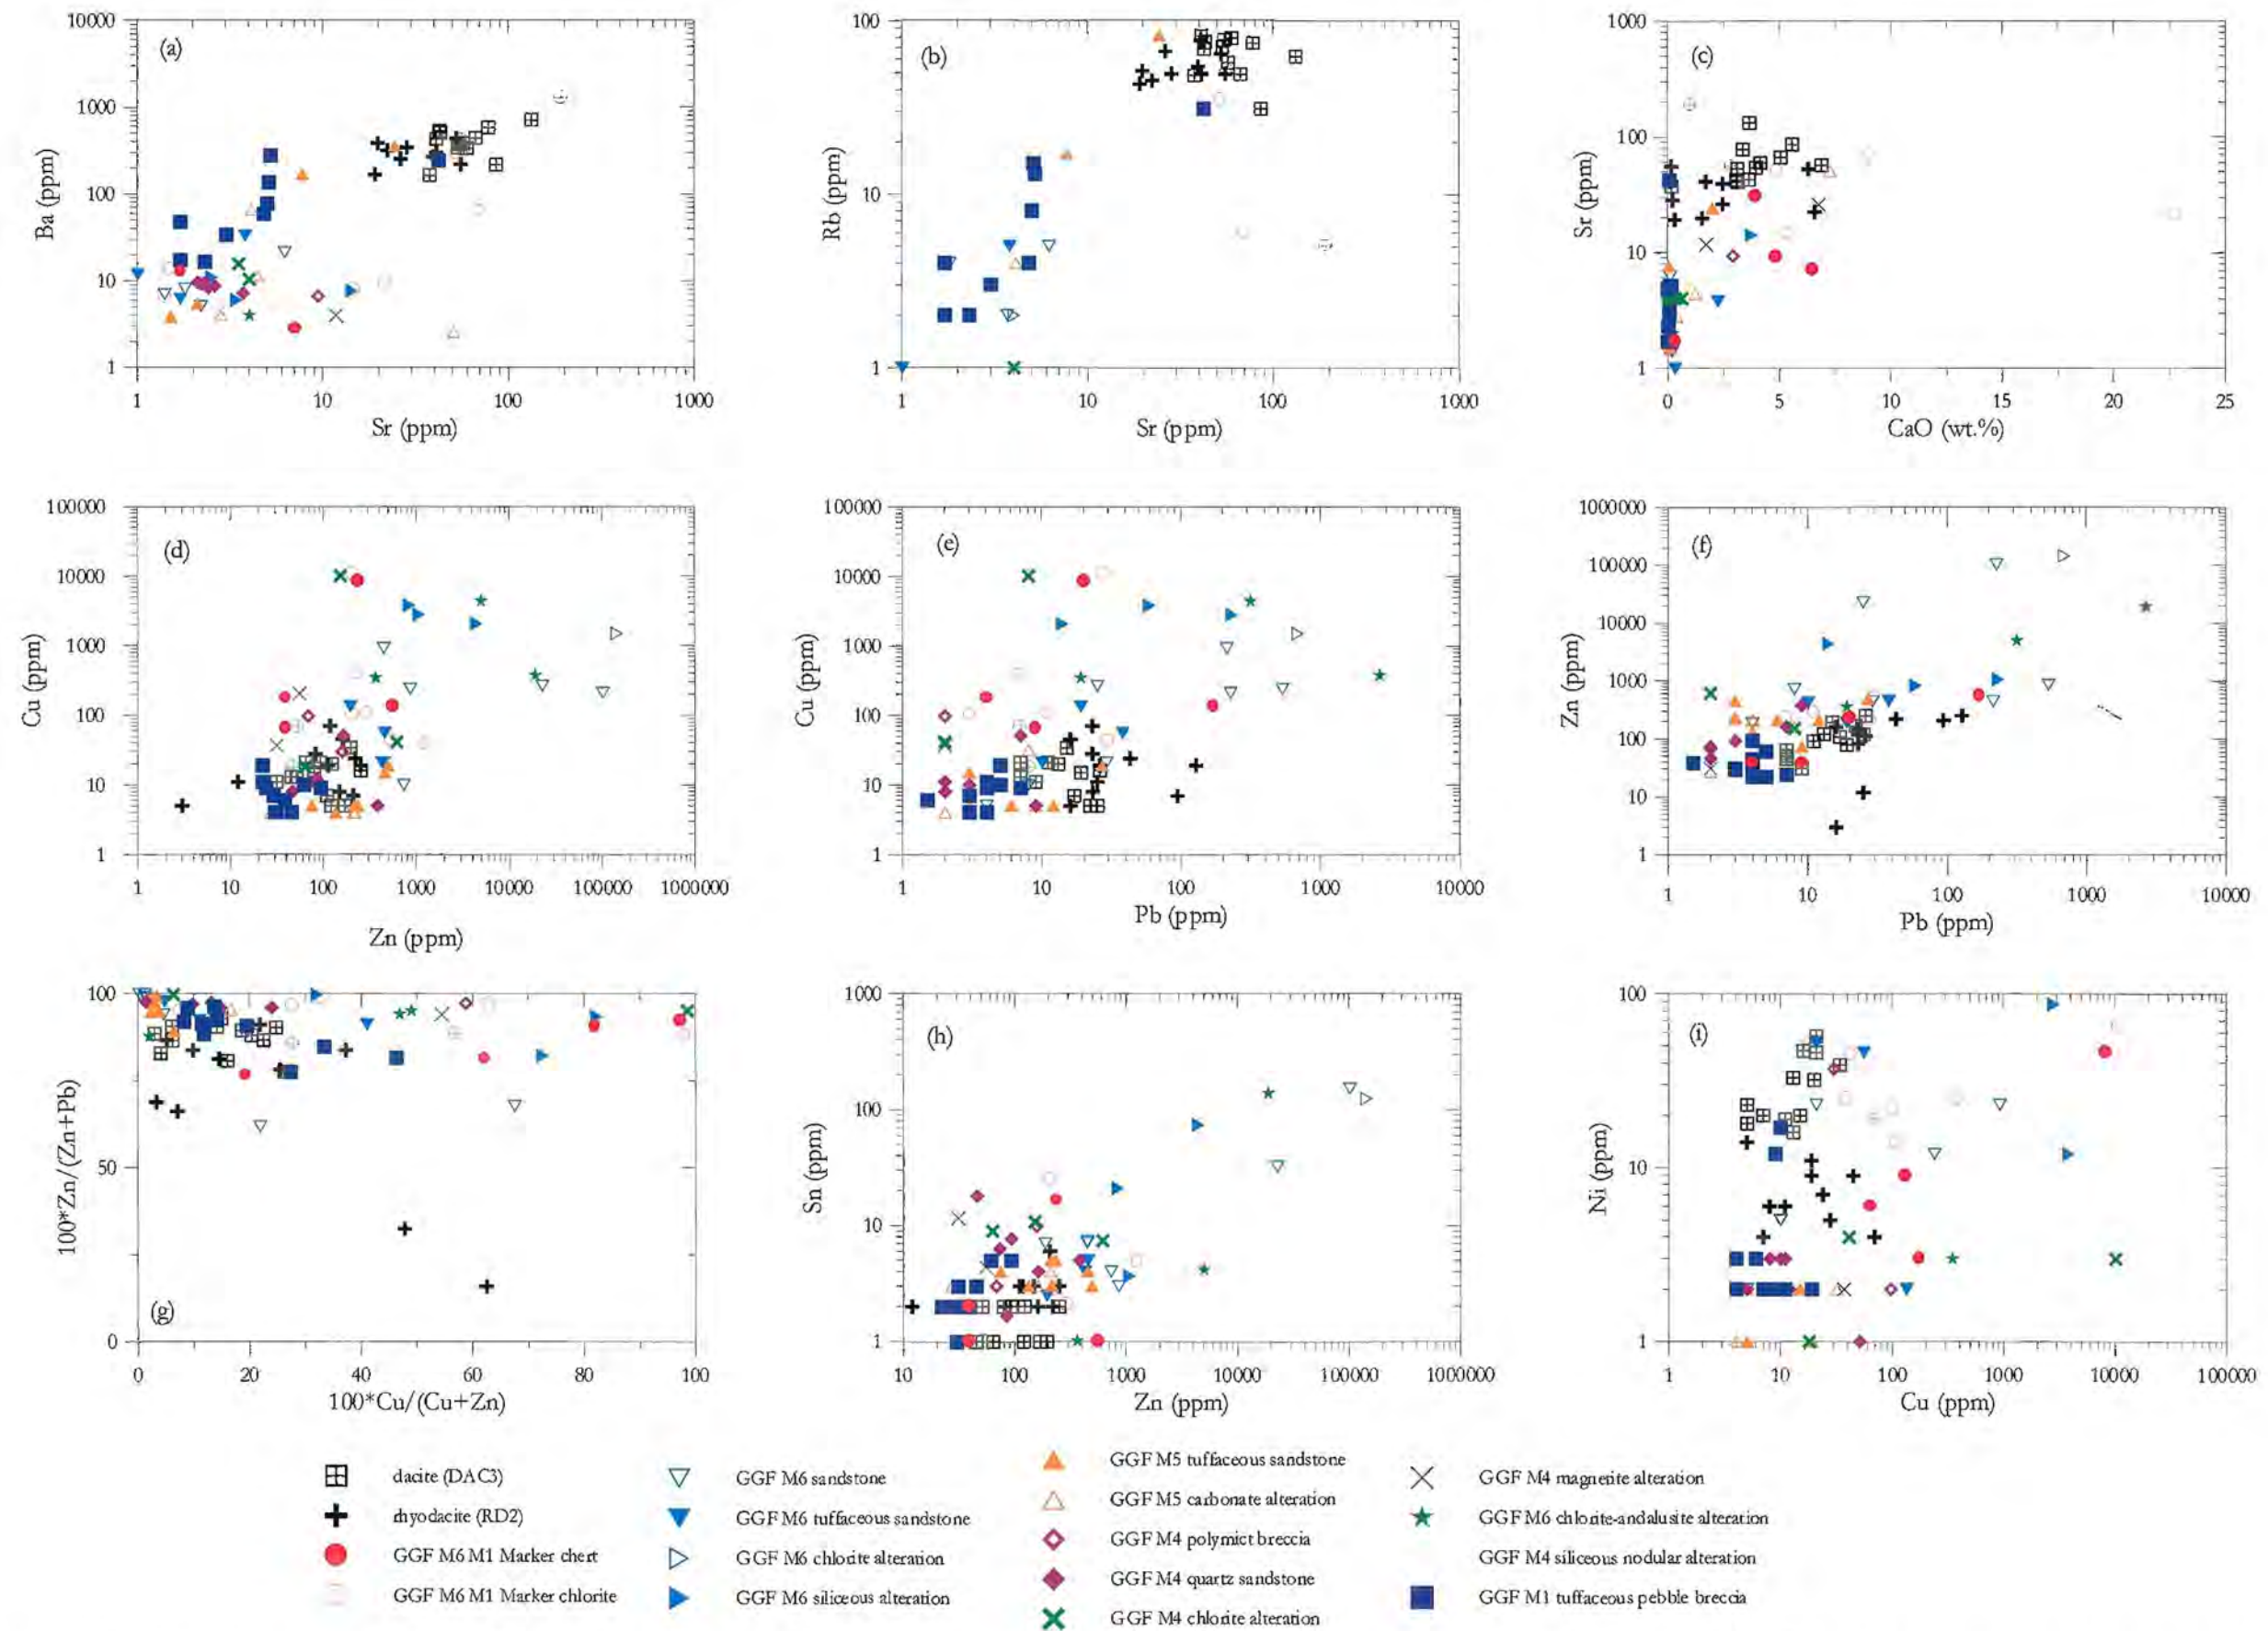 (a)
Ba (ppm)
10000
1000
100
10
1
1 10 100 1000
Sr (ppm)
(b)
Rb (ppm)
100
10
1
1 10 100 1000
Sr (ppm)
(c)
Sr (ppm)
1000
100
10
1
0 5 10 15 20 25
CaO (wt.%)
(d)
Cu (ppm)
100000
10000
1000
100
10
1
1 10 100 1000 10000 100000 1000000
Zn (ppm)
(e)
Cu (ppm)
100000
10000
1000
100
10
1
1 10 100 1000 10000
Pb (ppm)
(f)
Zn (ppm)
1000000
100000
10000
1000
100
10
1
1 10 100 1000 10000
Pb (ppm)
(g)
100*Zn/(Zn+Pb)
100
50
0
0 20 40 60 80 100
100*Cu/(Cu+Zn)
(h)
Sn (ppm)
1000
100
10
1
10 100 1000 10000 100000 1000000
Zn (ppm)
(i)
Ni (ppm)
100
10
1
1 10 100 1000 10000 100000
Cu (ppm)
dacite (DAC3)
rhyodacite (RD2)
GGF M6 M1 Marker chert
GGF M6 M1 Marker chlorite
GGF M6 sandstone
GGF M6 tuffaceous sandstone
GGF M6 chlorite alteration
GGF M6 siliceous alteration
GGF M5 tuffaceous sandstone
GGF M5 carbonate alteration
GGF M4 polymict breccia
GGF M4 quartz sandstone
GGF M4 chlorite alteration
GGF M4 magnetite alteration
GGF M6 chlorite-andalusite alteration
GGF M4 siliceous nodular alteration
GGF M1 tuffaceous pebble breccia